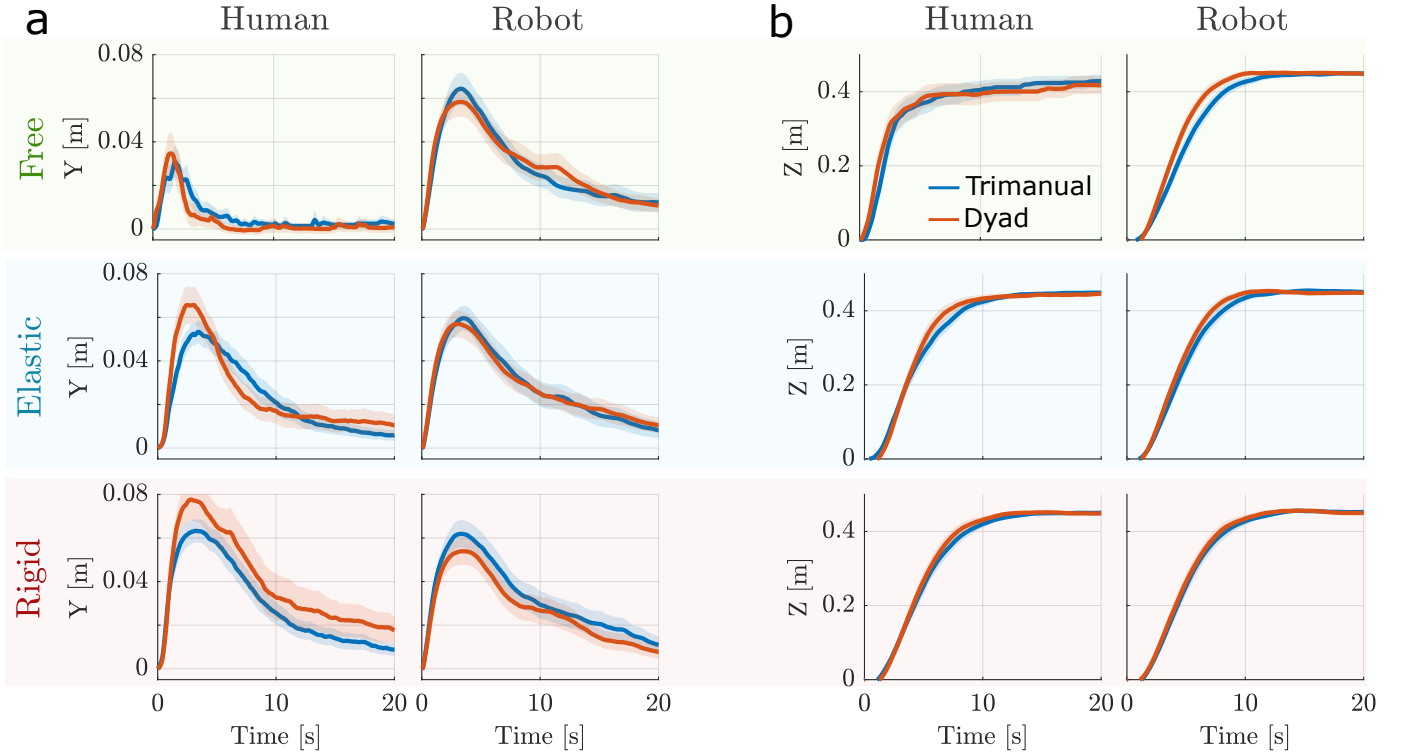 a
Human
Robot
b
Human
Robot
Free
Y [m]
0.08
0.04
0
Z [m]
0.4
0.2
0
Trimanual
Dyad
Elastic
Y [m]
0.08
0.04
0
Z [m]
0.4
0.2
0
Rigid
Y [m]
0.08
0.04
0
Z [m]
0.4
0.2
0
0 10 20 0 10 20 0 10 20 0 10 20
Time [s] Time [s] Time [s] Time [s]